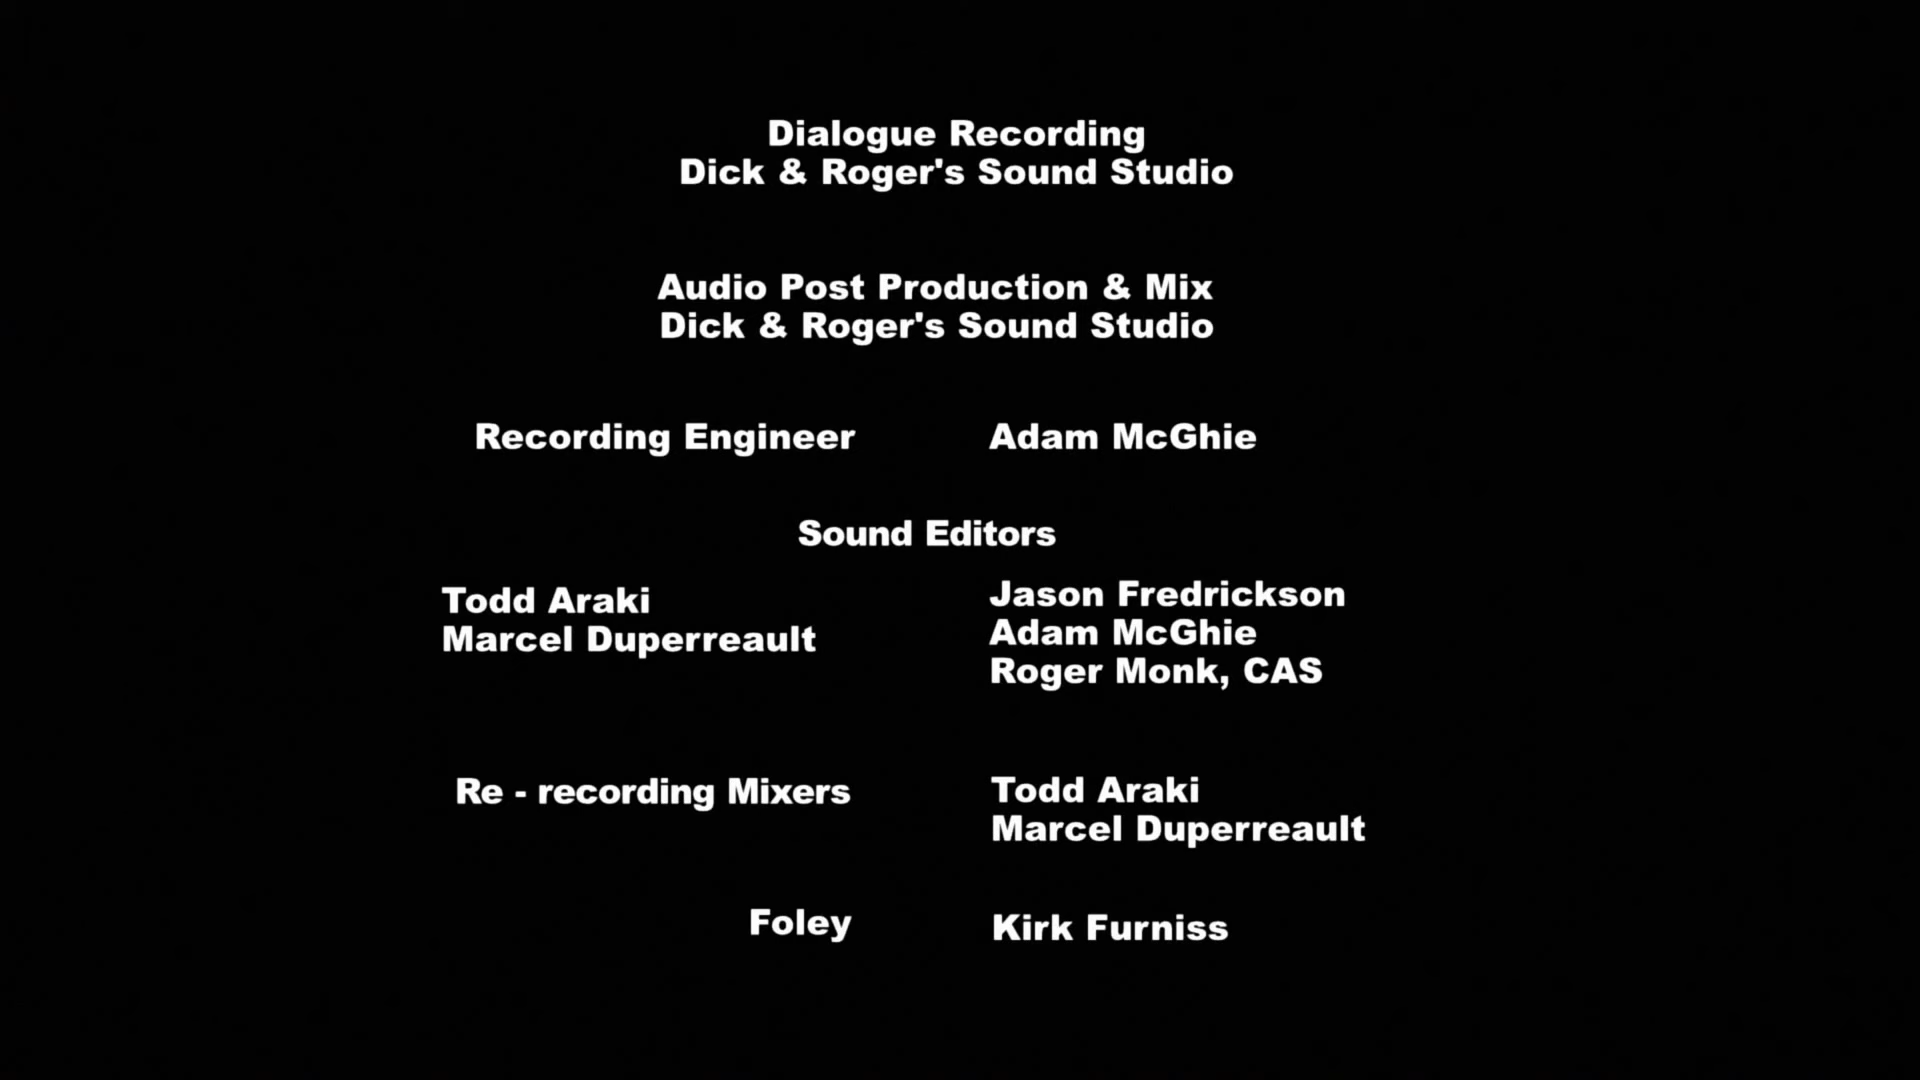 Dialogue Recording
Dick & Roger's Sound Studio
Audio Post Production & Mix
Dick & Roger's Sound Studio
Recording Engineer Adam McGhie
Sound Editors
Todd Araki
Marcel Duperreault
Jason Fredrickson
Adam McGhie
Roger Monk, CAS
Re - recording Mixers Todd Araki
Marcel Duperreault
Foley Kirk Furniss